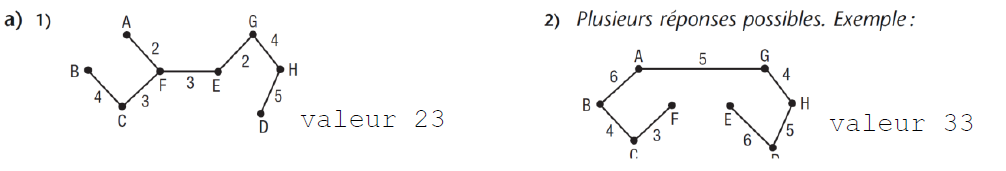 a) 1)
A
G
2
4
B
F
3
E
2
H
4
3
C
5
D
valeur 23
2) Plusieurs réponses possibles. Exemple :
A
5
G
6
4
B
F
E
H
4
3
6
5
C
D
valeur 33